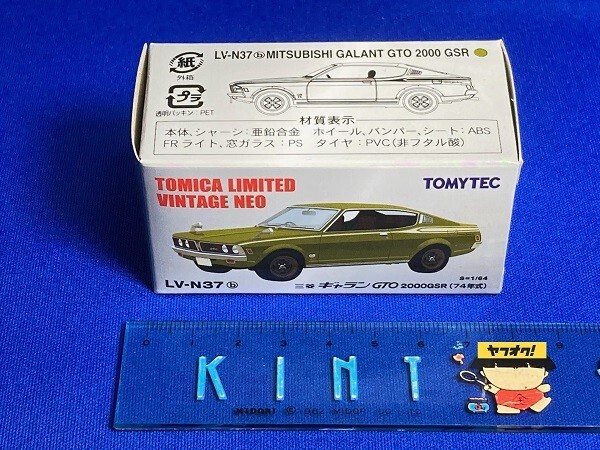 LV-N37 ⓑ MITSUBISHI GALANT GTO 2000 GSR
紙
外箱
プラ
透明パッキン：PET
材質表示
本体、シャーシ：亜鉛合金 ホイール、バンパー、シート：ABS
FRライト、窓ガラス：PS タイヤ：PVC（非フタル酸）
TOMICA LIMITED
VINTAGE NEO
TOMYTEC
S=1/64
LV-N37 ⓑ 三菱 ギャラン GTO 2000GSR (74年式)
ヤフオク!
KINT
MIDORI